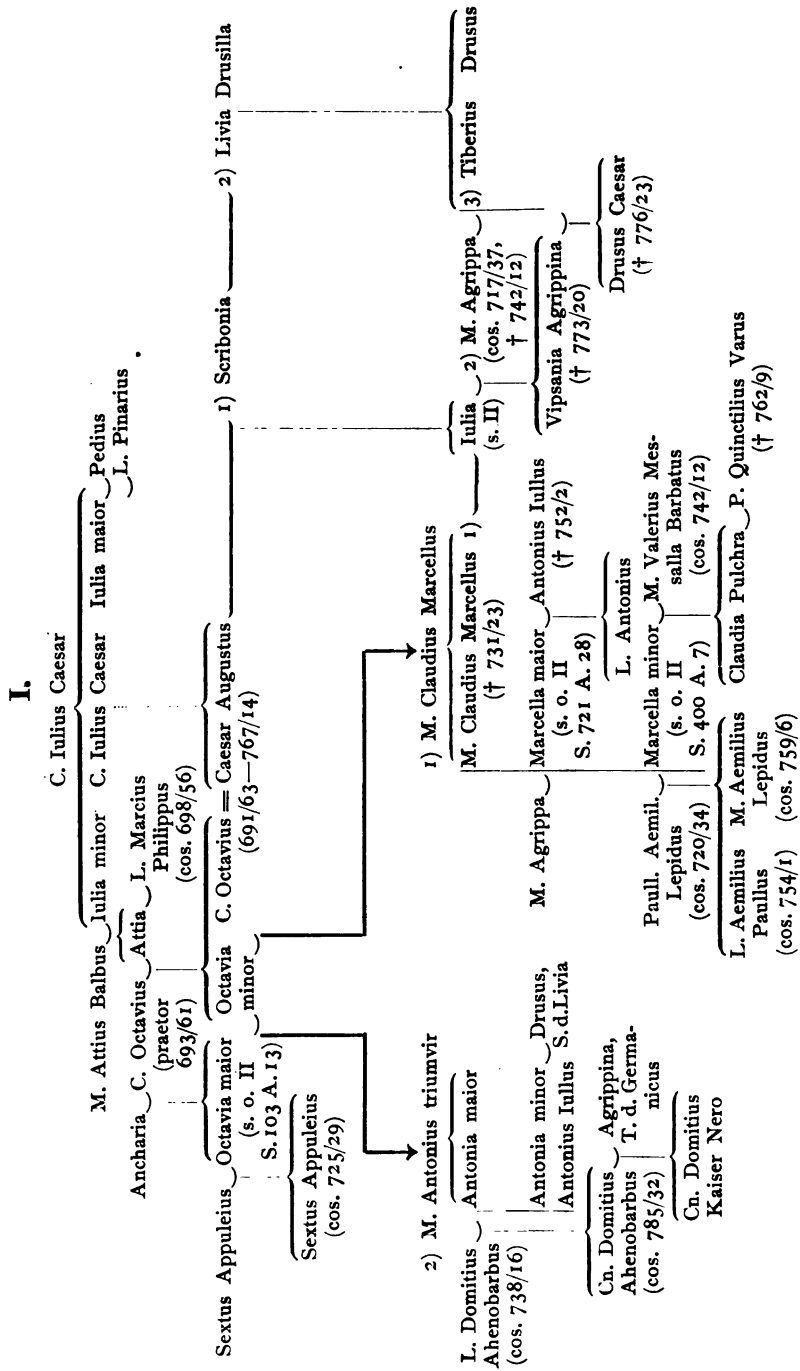 I.
C. Iulius Caesar
M. Attius Balbus Iulia minor C. Iulius Caesar Iulia maior Pedius
L. Pinarius
Ancharia C. Octavius Attia L. Marcius
(praetor Philippus
693/61) (cos. 698/56)
Sextus Appuleius Octavia maior Octavia C. Octavius = Caesar Augustus 1) Scribonia 2) Livia Drusilla
(s. o. II minor (691/63—767/14)
S. 103 A. 13)
Sextus Appuleius
(cos. 725/29)
2) M. Antonius triumvir 1) M. Claudius Marcellus
L. Domitius Antonia maior M. Claudius Marcellus 1) Iulia 2) M. Agrippa 3) Tiberius Drusus
Ahenobarbus († 731/23) (s. II) (cos. 717/37,
(cos. 738/16) † 742/12)
Antonia minor Drusus,
S. d. Livia
Antonius Iullus
M. Agrippa Marcella maior Antonius Iullus Vipsania Agrippina
(s. o. II († 752/2) († 773/20)
S. 721 A. 28)
Cn. Domitius Agrippina,
Ahenobarbus T. d. Germa-
(cos. 785/32) nicus
L. Antonius
Drusus Caesar
(† 776/23)
Paull. Aemil. Marcella minor M. Valerius Mes-
Lepidus (s. o. II salla Barbatus
(cos. 720/34) S. 400 A. 7) (cos. 742/12)
Cn. Domitius
Kaiser Nero
L. Aemilius M. Aemilius Claudia Pulchra P. Quinctilius Varus
Paullus Lepidus († 762/9)
(cos. 754/1) (cos. 759/6)